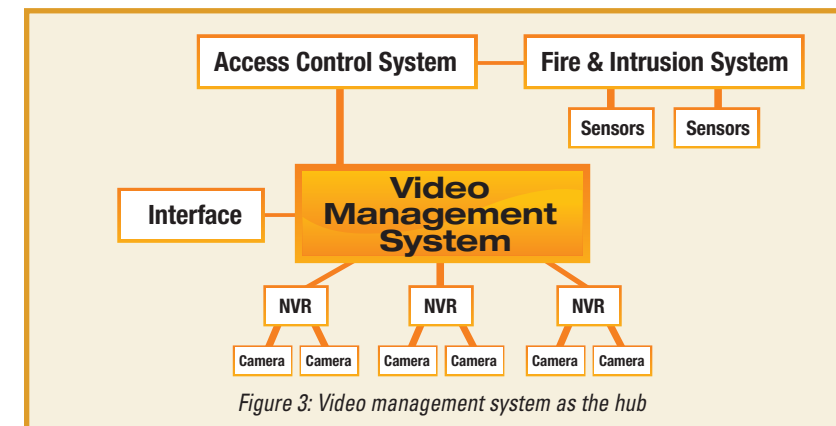 Access Control System
Fire & Intrusion System
Sensors
Sensors
Interface
Video
Management
System
NVR
NVR
NVR
Camera
Camera
Camera
Camera
Camera
Camera
Figure 3: Video management system as the hub